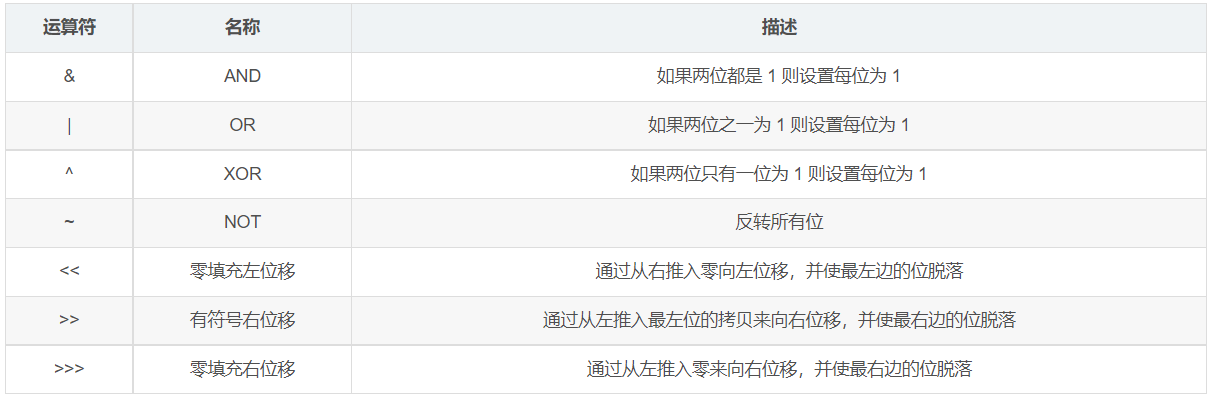 运算符 名称 描述
& AND 如果两位都是 1 则设置每位为 1
| OR 如果两位之一为 1 则设置每位为 1
^ XOR 如果两位只有一位为 1 则设置每位为 1
~ NOT 反转所有位
<< 零填充左位移 通过从右推入零向左位移，并使最左边的位脱落
>> 有符号右位移 通过从左推入最左位的拷贝来向右位移，并使最右边的位脱落
>>> 零填充右位移 通过从左推入零来向右位移，并使最右边的位脱落